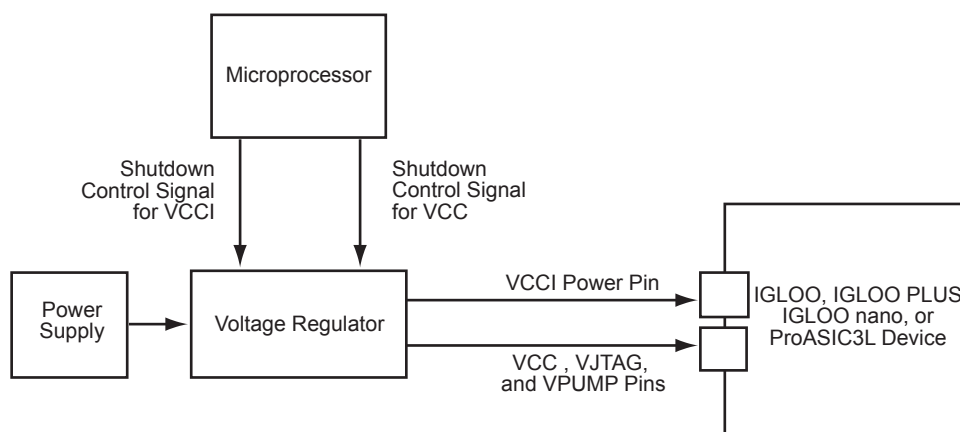 Microprocessor
Shutdown
Control Signal
for VCCI
Shutdown
Control Signal
for VCC
Power
Supply
Voltage Regulator
VCCI Power Pin
VCC , VJTAG,
and VPUMP Pins
IGLOO, IGLOO PLUS
IGLOO nano, or
ProASIC3L Device